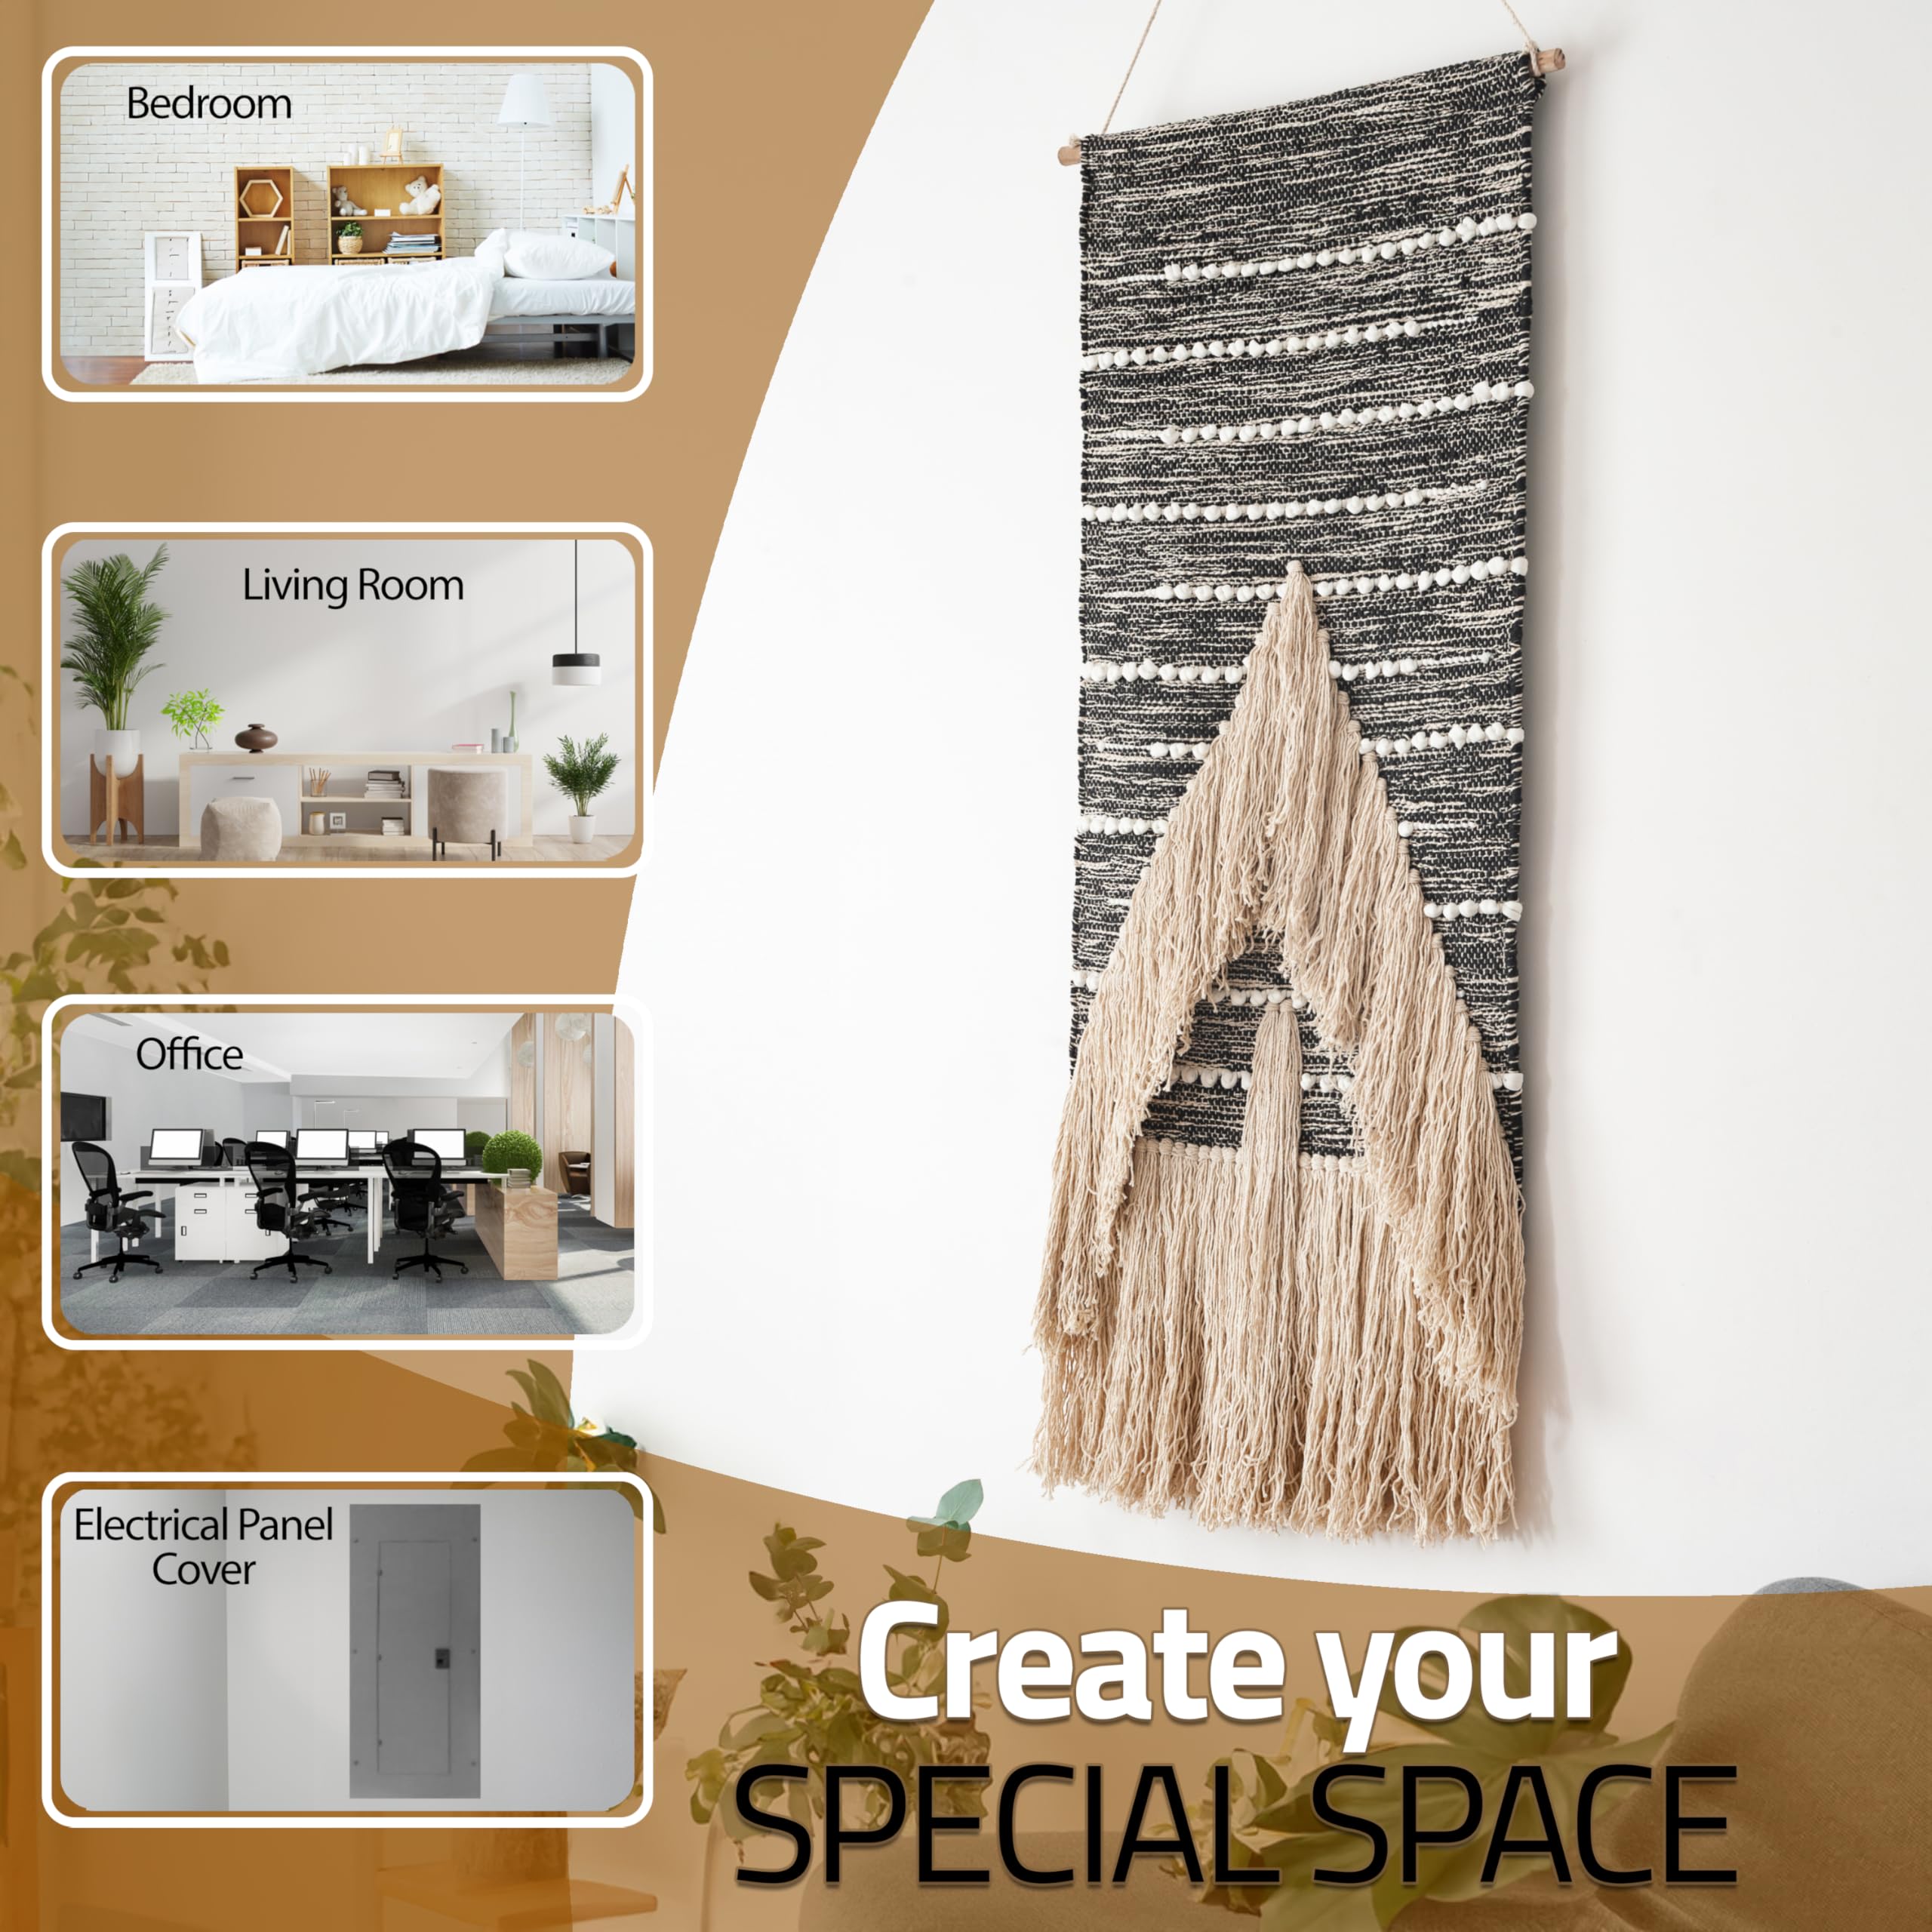 Bedroom
Living Room
Office
Electrical Panel
Cover
Create your
SPECIAL SPACE